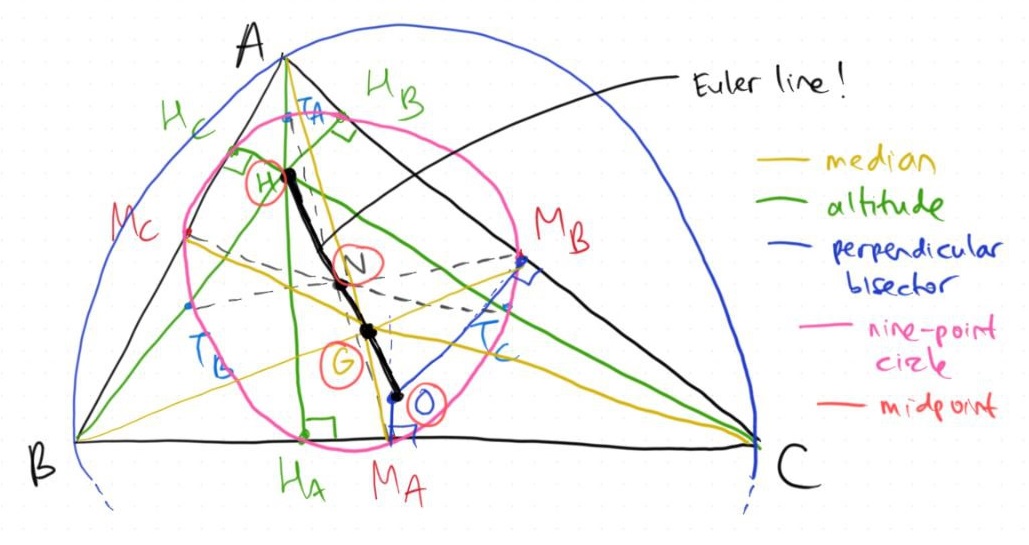 A
H_B
T_A
H_C
Euler line!
H
median
altitude
M_C
M_B
perpendicular
bisector
N
nine-point
circle
T_B
T_C
G
O
midpoint
B
H_A
M_A
C